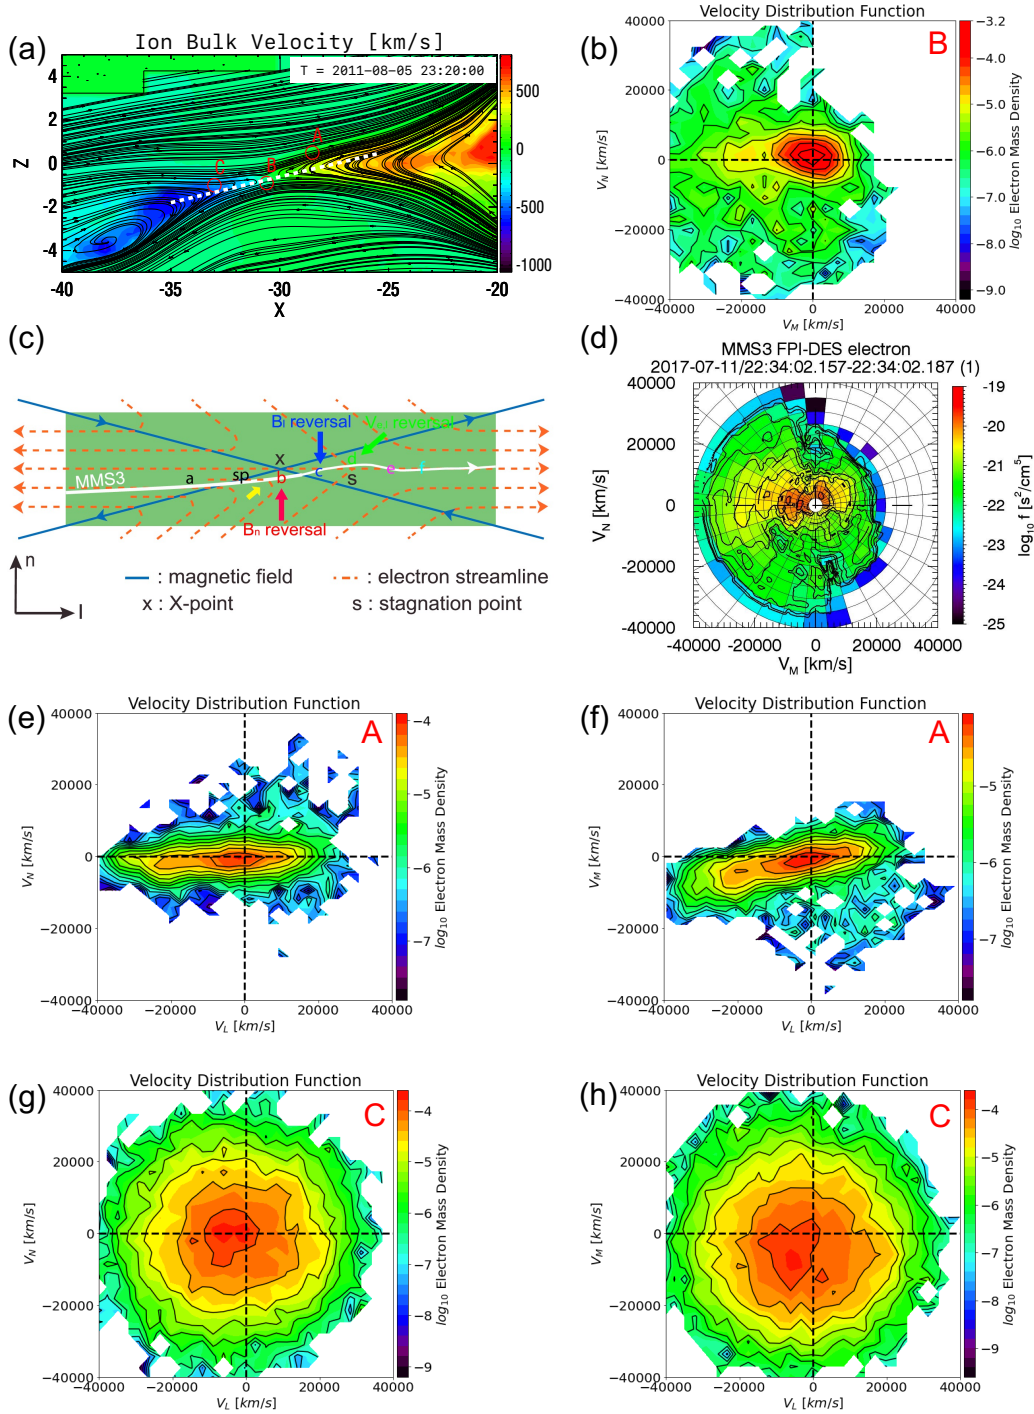 (a)
Ion Bulk Velocity [km/s]
T = 2011-08-05 23:20:00
4
2
0
-2
-4
Z
C
B
A
-40
-35
-30
-25
-20
X
500
0
-500
-1000
(b)
Velocity Distribution Function
B
40000
20000
0
−20000
−40000
V_N [km/s]
−40000
−20000
0
20000
40000
V_M [km/s]
−3.2
−4.0
−5.0
−6.0
−7.0
−8.0
−9.0
log₁₀ Electron Mass Density
(c)
Bₗ reversal
Vₑₗ reversal
x
MMS3
a
sp
b
c
d
e
f
s
Bₙ reversal
n
l
: magnetic field
: electron streamline
x : X-point
s : stagnation point
(d)
MMS3 FPI-DES electron
2017-07-11/22:34:02.157-22:34:02.187 (1)
40000
20000
0
-20000
-40000
V_N [km/s]
-40000
-20000
0
20000
40000
V_M [km/s]
-19
-20
-21
-22
-23
-24
-25
log₁₀ f [s²/cm⁵]
(e)
Velocity Distribution Function
A
40000
20000
0
−20000
−40000
V_N [km/s]
−40000
−20000
0
20000
40000
V_L [km/s]
−4
−5
−6
−7
log₁₀ Electron Mass Density
(f)
Velocity Distribution Function
A
40000
20000
0
−20000
−40000
V_M [km/s]
−40000
−20000
0
20000
40000
V_L [km/s]
−4
−5
−6
−7
log₁₀ Electron Mass Density
(g)
Velocity Distribution Function
C
40000
20000
0
−20000
−40000
V_N [km/s]
−40000
−20000
0
20000
40000
V_L [km/s]
−4
−5
−6
−7
−8
−9
log₁₀ Electron Mass Density
(h)
Velocity Distribution Function
C
40000
20000
0
−20000
−40000
V_M [km/s]
−40000
−20000
0
20000
40000
V_L [km/s]
−4
−5
−6
−7
−8
−9
log₁₀ Electron Mass Density